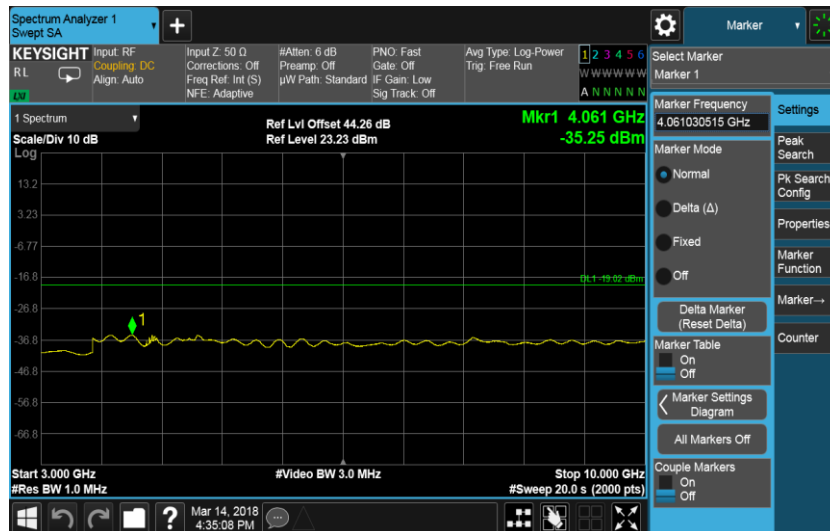 Spectrum Analyzer 1
Swept SA
Marker
KEYSIGHT
RL
Input: RF
Coupling: DC
Align: Auto
Input Z: 50 Ω
Corrections: Off
Freq Ref: Int (S)
NFE: Adaptive
#Atten: 6 dB
Preamp: Off
µW Path: Standard
PNO: Fast
Gate: Off
IF Gain: Low
Sig Track: Off
Avg Type: Log-Power
Trig: Free Run
1 2 3 4 5 6
W W W W W W
A N N N N N
Select Marker
Marker 1
1 Spectrum
Scale/Div 10 dB
Log
Ref Lvl Offset 44.26 dB
Ref Level 23.23 dBm
Mkr1 4.061 GHz
-35.25 dBm
13.2
3.23
-6.77
-16.8
-26.8
-36.8
-46.8
-56.8
-66.8
DL1 -19.02 dBm
1
Start 3.000 GHz
#Res BW 1.0 MHz
#Video BW 3.0 MHz
Stop 10.000 GHz
#Sweep 20.0 s (2000 pts)
Marker Frequency
4.061030515 GHz
Marker Mode
Normal
Delta (Δ)
Fixed
Off
Delta Marker
(Reset Delta)
Marker Table
On
Off
Marker Settings
Diagram
All Markers Off
Couple Markers
On
Off
Settings
Peak
Search
Pk Search
Config
Properties
Marker
Function
Marker→
Counter
?
Mar 14, 2018
4:35:08 PM